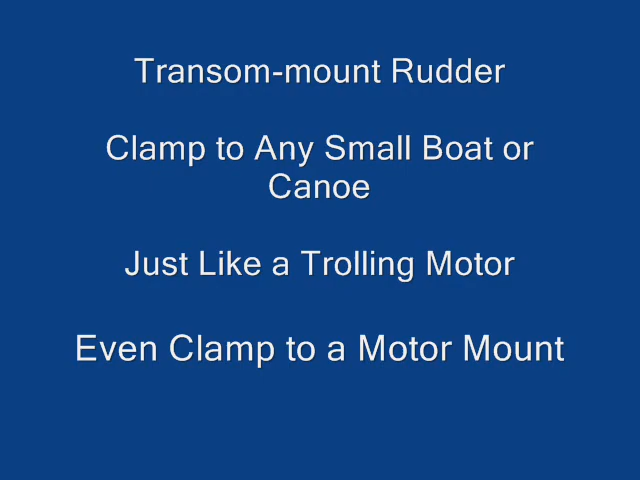 Transom-mount Rudder
Clamp to Any Small Boat or
Canoe
Just Like a Trolling Motor
Even Clamp to a Motor Mount